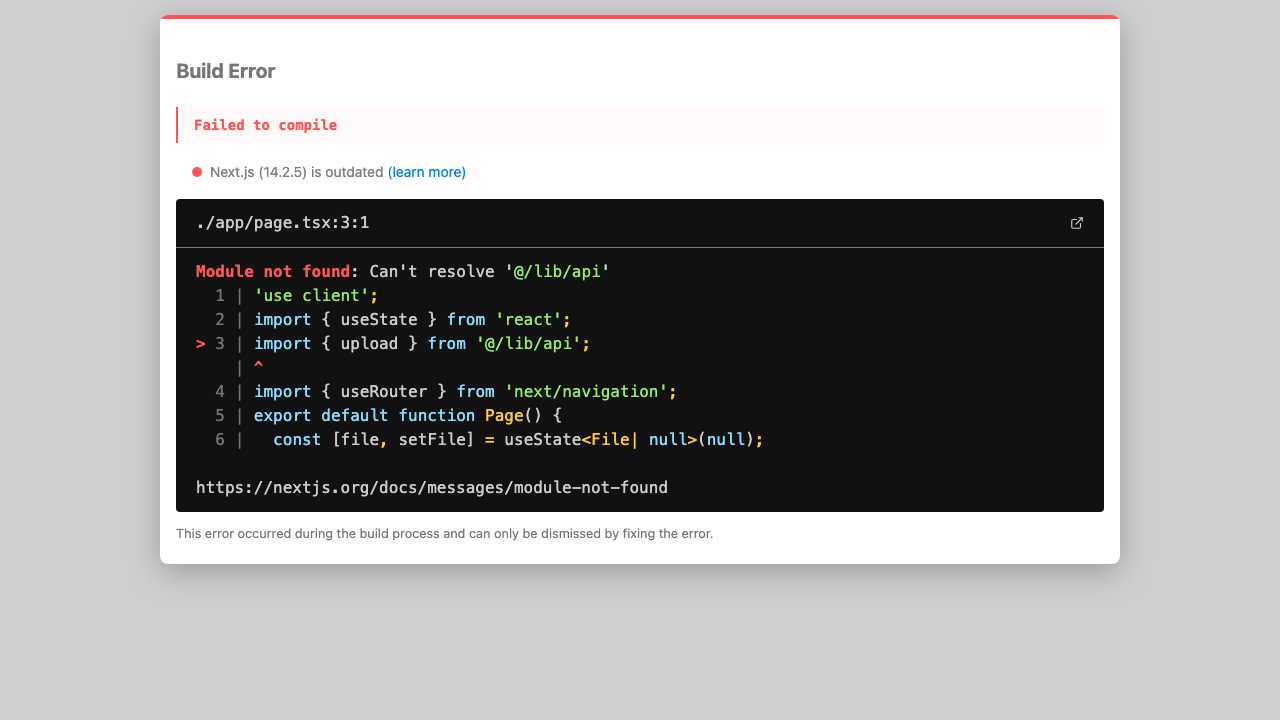 Build Error
Failed to compile
Next.js (14.2.5) is outdated (learn more)
./app/page.tsx:3:1
Module not found: Can't resolve '@/lib/api'
  1 | 'use client';
  2 | import { useState } from 'react';
> 3 | import { upload } from '@/lib/api';
    | ^
  4 | import { useRouter } from 'next/navigation';
  5 | export default function Page() {
  6 |   const [file, setFile] = useState<File| null>(null);
https://nextjs.org/docs/messages/module-not-found
This error occurred during the build process and can only be dismissed by fixing the error.